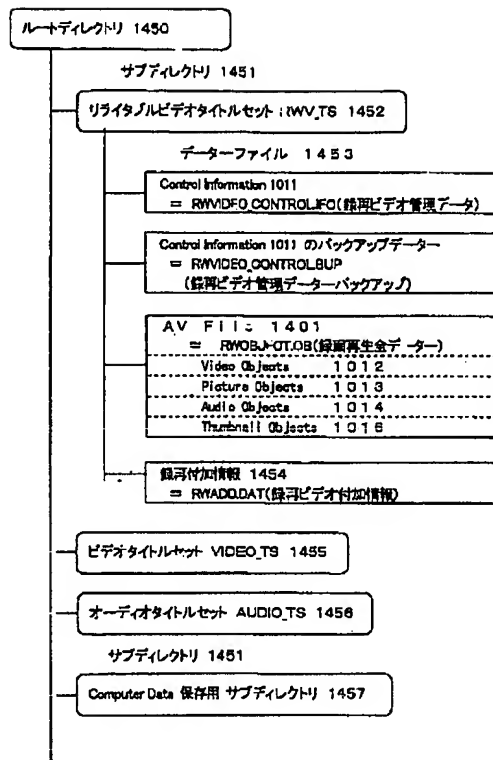 ルートディレクトリ 1450
サブディレクトリ 1451
リライタブルビデオタイトルセット RWV_TS 1452
データーファイル 1453
Control Information 1011
= RWVIDEO_CONTROL.IFO(録再ビデオ管理データ)
Control Information 1011 のバックアップデーター
= RWVIDEO_CONTROL.BUP
(録再ビデオ管理データーバックアップ)
AV File 1401
= RWOBJECT.OB(録画再生全データー)
Video Objects 1012
Picture Objects 1013
Audio Objects 1014
Thumbnail Objects 1016
録再付加情報 1454
= RWADD.DAT(録再ビデオ付加情報)
ビデオタイトルセット VIDEO_TS 1455
オーディオタイトルセット AUDIO_TS 1456
サブディレクトリ 1451
Computer Data 保存用 サブディレクトリ 1457